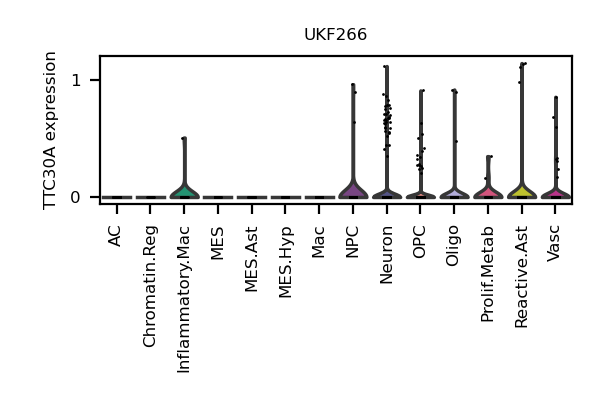 UKF266
TTC30A expression
1
0
AC
Chromatin.Reg
Inflammatory.Mac
MES
MES.Ast
MES.Hyp
Mac
NPC
Neuron
OPC
Oligo
Prolif.Metab
Reactive.Ast
Vasc